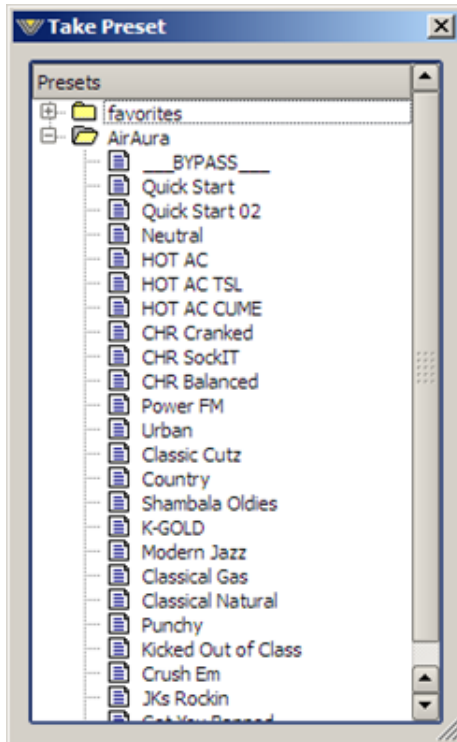 Take Preset
Presets
favorites
AirAura
___BYPASS___
Quick Start
Quick Start 02
Neutral
HOT AC
HOT AC TSL
HOT AC CUME
CHR Cranked
CHR SockIT
CHR Balanced
Power FM
Urban
Classic Cutz
Country
Shambala Oldies
K-GOLD
Modern Jazz
Classical Gas
Classical Natural
Punchy
Kicked Out of Class
Crush Em
JKs Rockin